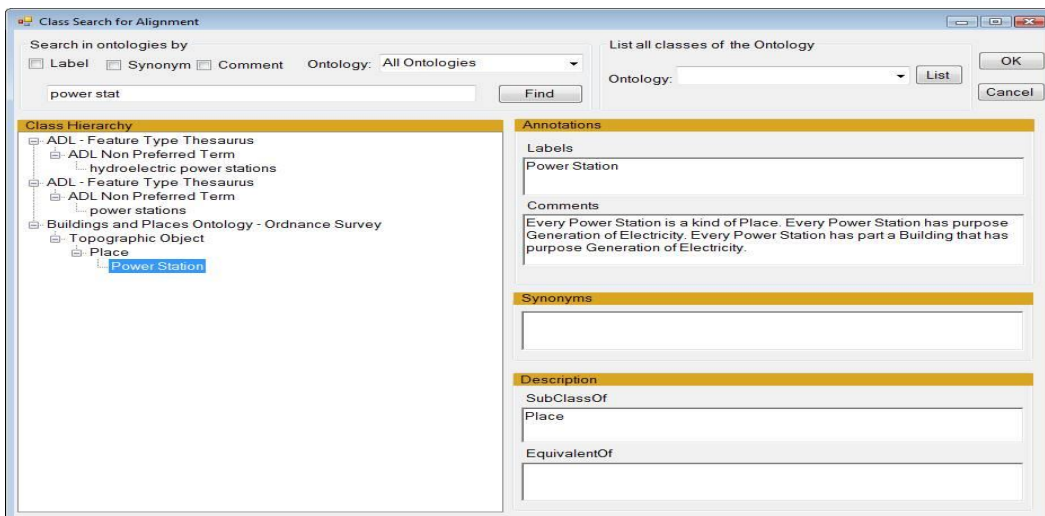 Class Search for Alignment
Search in ontologies by
Label Synonym Comment Ontology: All Ontologies
power stat Find
List all classes of the Ontology
Ontology: List
OK
Cancel
Class Hierarchy
ADL - Feature Type Thesaurus
ADL Non Preferred Term
hydroelectric power stations
ADL - Feature Type Thesaurus
ADL Non Preferred Term
power stations
Buildings and Places Ontology - Ordnance Survey
Topographic Object
Place
Power Station
Annotations
Labels
Power Station
Comments
Every Power Station is a kind of Place. Every Power Station has purpose
Generation of Electricity. Every Power Station has part a Building that has
purpose Generation of Electricity.
Synonyms
Description
SubClassOf
Place
EquivalentOf